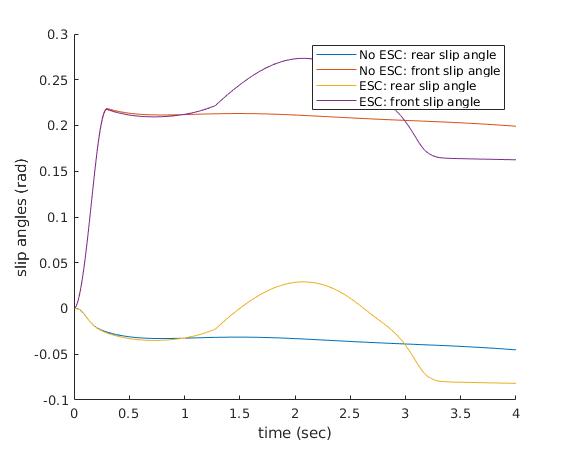 0.3
0.25
0.2
0.15
0.1
0.05
0
-0.05
-0.1
slip angles (rad)
No ESC: rear slip angle
No ESC: front slip angle
ESC: rear slip angle
ESC: front slip angle
0 0.5 1 1.5 2 2.5 3 3.5 4
time (sec)